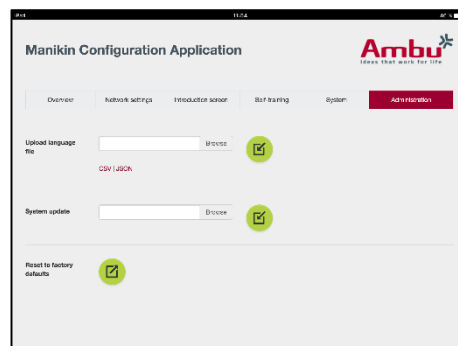 iPad 11.04
Manikin Configuration Application
Ambu
Ideas that work for life
Overview Network settings Introduction screen Self-training System Administration
Upload language file Browse
CSV | JSON
System update Browse
Reset to factory defaults